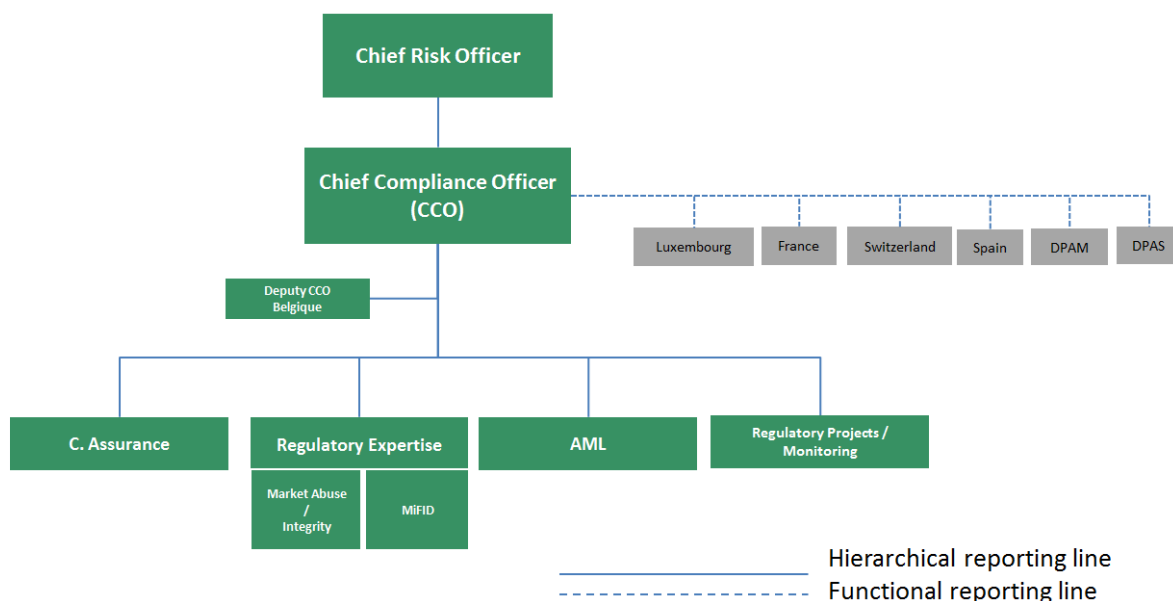 Chief Risk Officer
Chief Compliance Officer
(CCO)
Luxembourg
France
Switzerland
Spain
DPAM
DPAS
Deputy CCO
Belgique
C. Assurance
Regulatory Expertise
AML
Regulatory Projects /
Monitoring
Market Abuse
/
Integrity
MiFID
Hierarchical reporting line
Functional reporting line